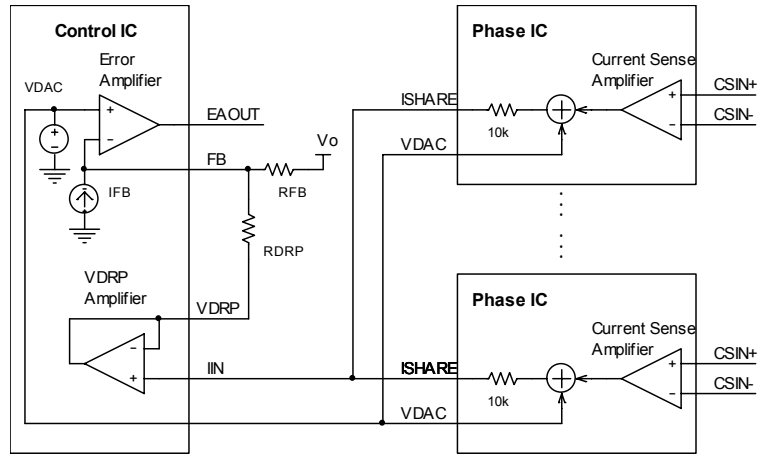 Control IC
Error
Amplifier
VDAC
+
−
+
-
EAOUT
FB
Vo
IFB
RFB
RDRP
VDRP
Amplifier
VDRP
-
+
IIN
Phase IC
Current Sense
Amplifier
CSIN+
ISHARE
+
10k
-
CSIN-
VDAC
Phase IC
Current Sense
Amplifier
CSIN+
ISHARE
+
10k
-
CSIN-
VDAC